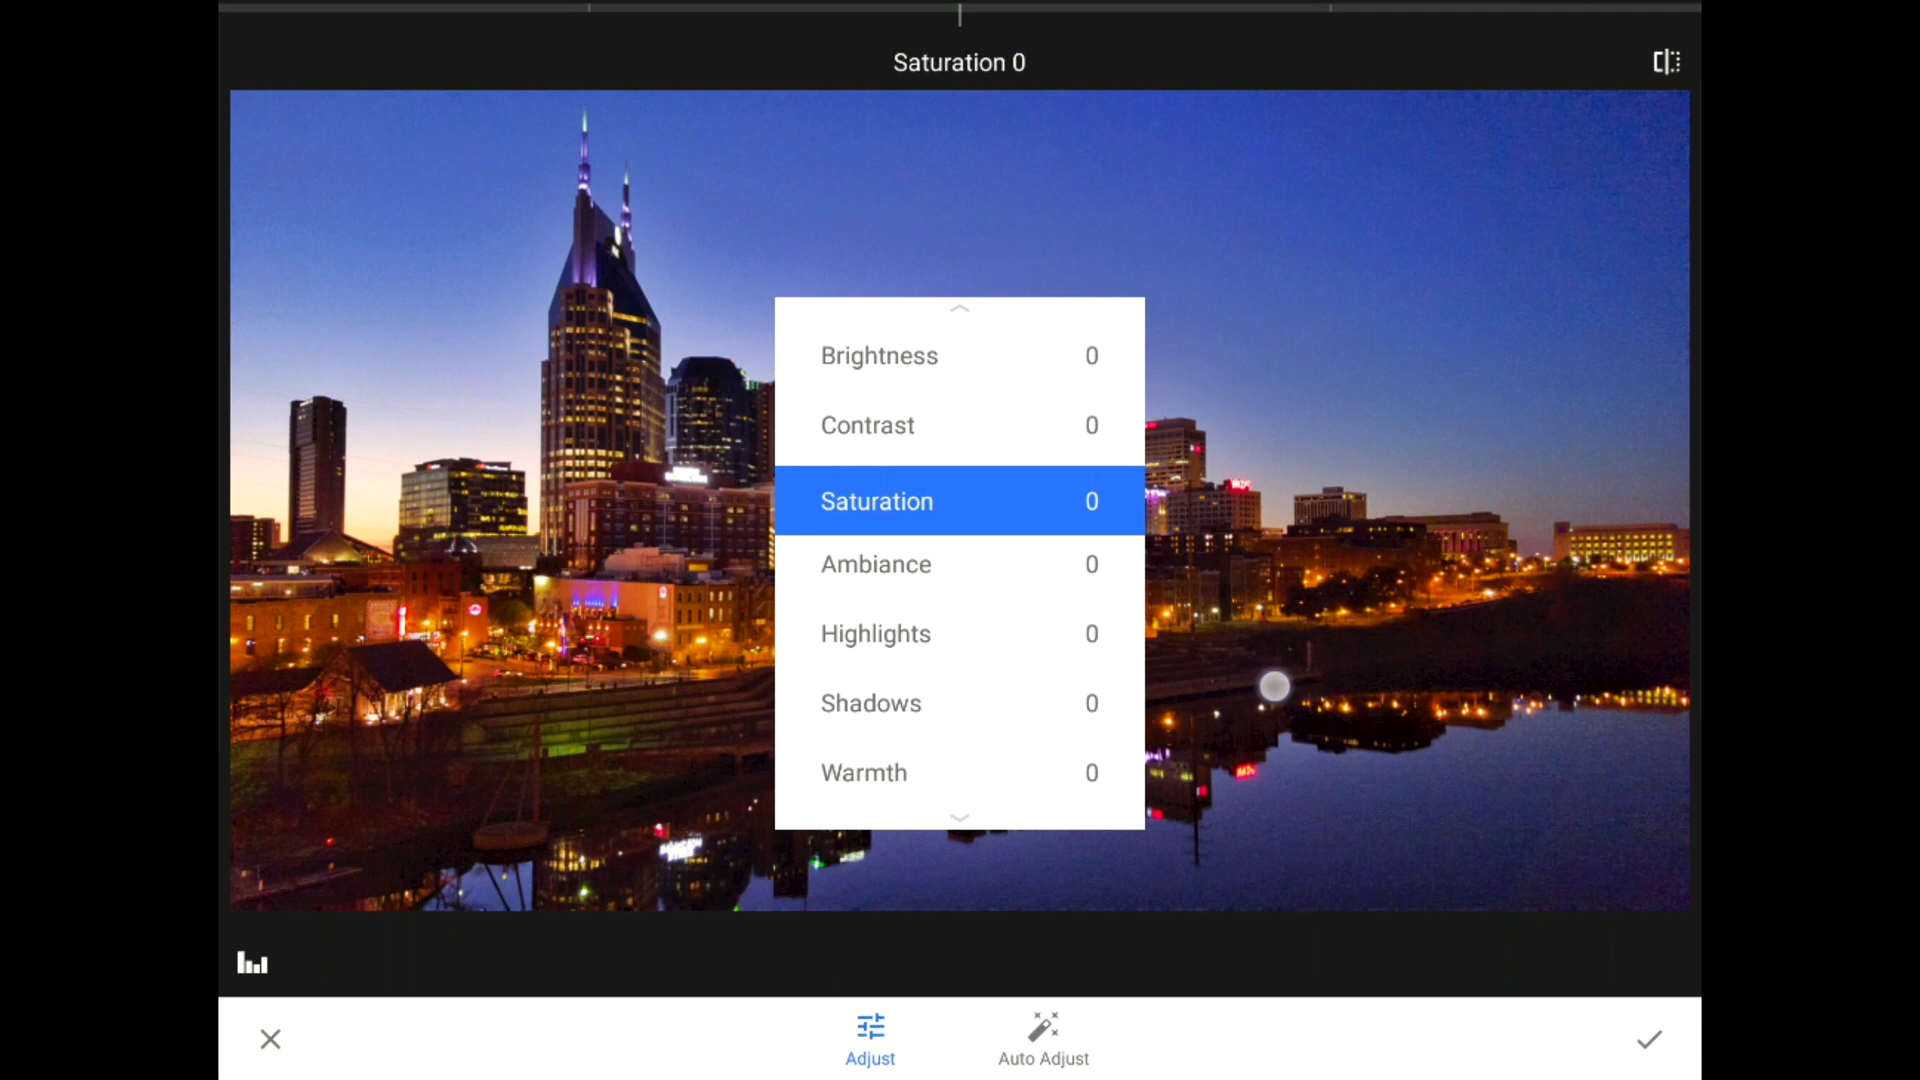 Saturation 0
Brightness 0
Contrast 0
Saturation 0
Ambiance 0
Highlights 0
Shadows 0
Warmth 0
Adjust
Auto Adjust